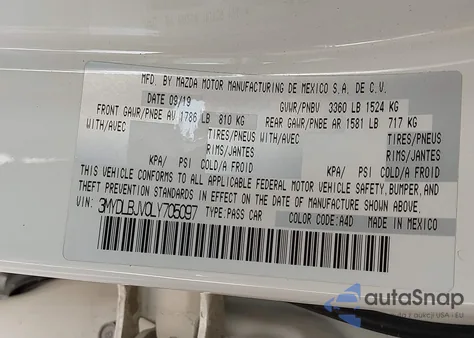 MFD. BY MAZDA MOTOR MANUFACTURING DE MEXICO S.A. DE C.V.
DATE 09/19 GVWR/PNBV 3360 LB 1524 KG
FRONT GAWR/PNBE AV 1786 LB 810 KG REAR GAWR/PNBE AR 1581 LB 717 KG
WITH/AVEC TIRES/PNEUS WITH/AVEC TIRES/PNEUS
RIMS/JANTES RIMS/JANTES
KPA/ PSI COLD/A FROID KPA/ PSI COLD/A FROID
THIS VEHICLE CONFORMS TO ALL APPLICABLE FEDERAL MOTOR VEHICLE SAFETY, BUMPER, AND
THEFT PREVENTION STANDARDS IN EFFECT ON THE DATE OF MANUFACTURE SHOWN ABOVE.
VIN: 3MYDLBJV0LY705097 TYPE:PASS CAR COLOR CODE:A4D MADE IN MEXICO
autoSnap
aukcji USA - EU